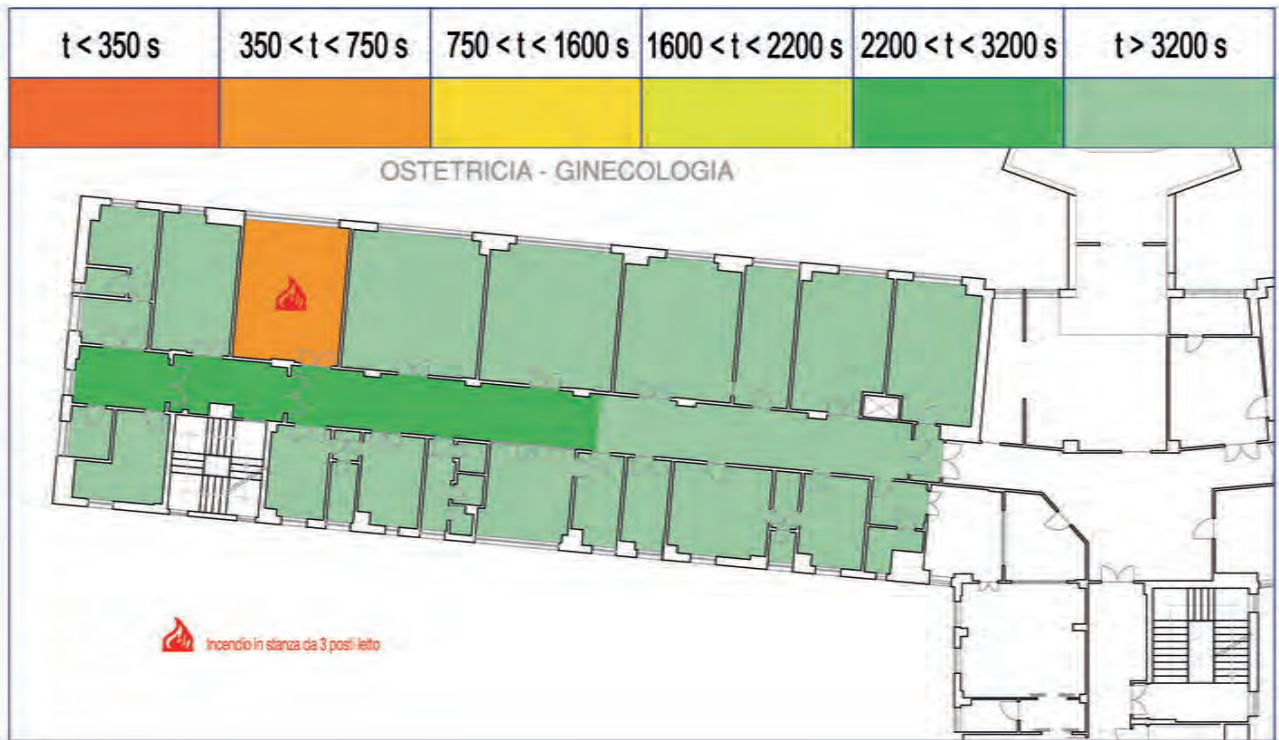 t < 350 s 350 < t < 750 s 750 < t < 1600 s 1600 < t < 2200 s 2200 < t < 3200 s t > 3200 s
OSTETRICIA - GINECOLOGIA
Incendio in stanza da 3 posti letto